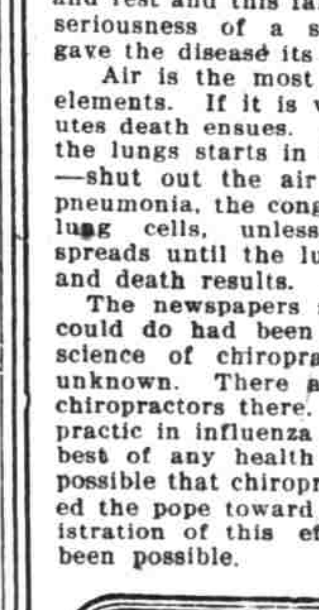 and rest and this fa
seriousness of a s
gave the disease its
Air is the most
elements. If it is
utes death ensues.
the lungs starts in
—shut out the air
pneumonia, the cong
lung cells, unless
spreads until the lu
and death results.
The newspapers
could do had been
science of chiropra
unknown. There a
chiropractors there.
practic in influenza
best of any health
possible that chiropr
ed the pope toward
istration of this ef
been possible.